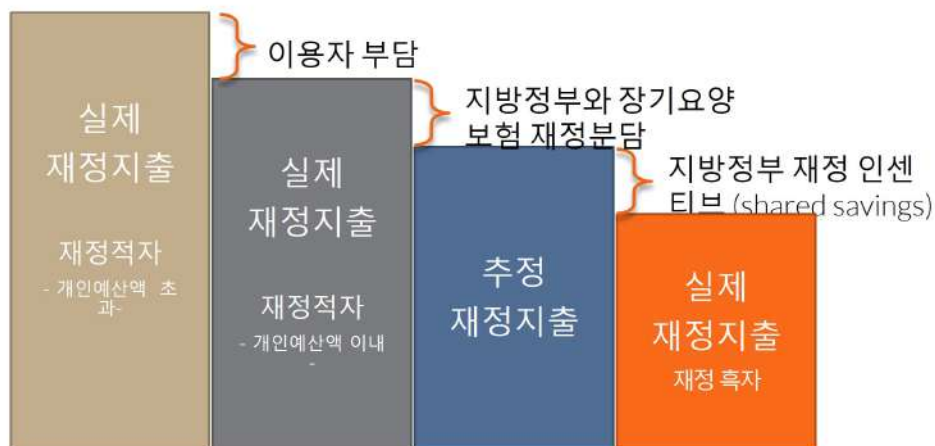 이용자 부담
지방정부와 장기요양
보험 재정분담
지방정부 재정 인센
티브 (shared savings)
실제
재정지출
재정적자
- 개인예산액 초
과-
실제
재정지출
재정적자
- 개인예산액 이내
-
추정
재정지출
실제
재정지출
재정 흑자